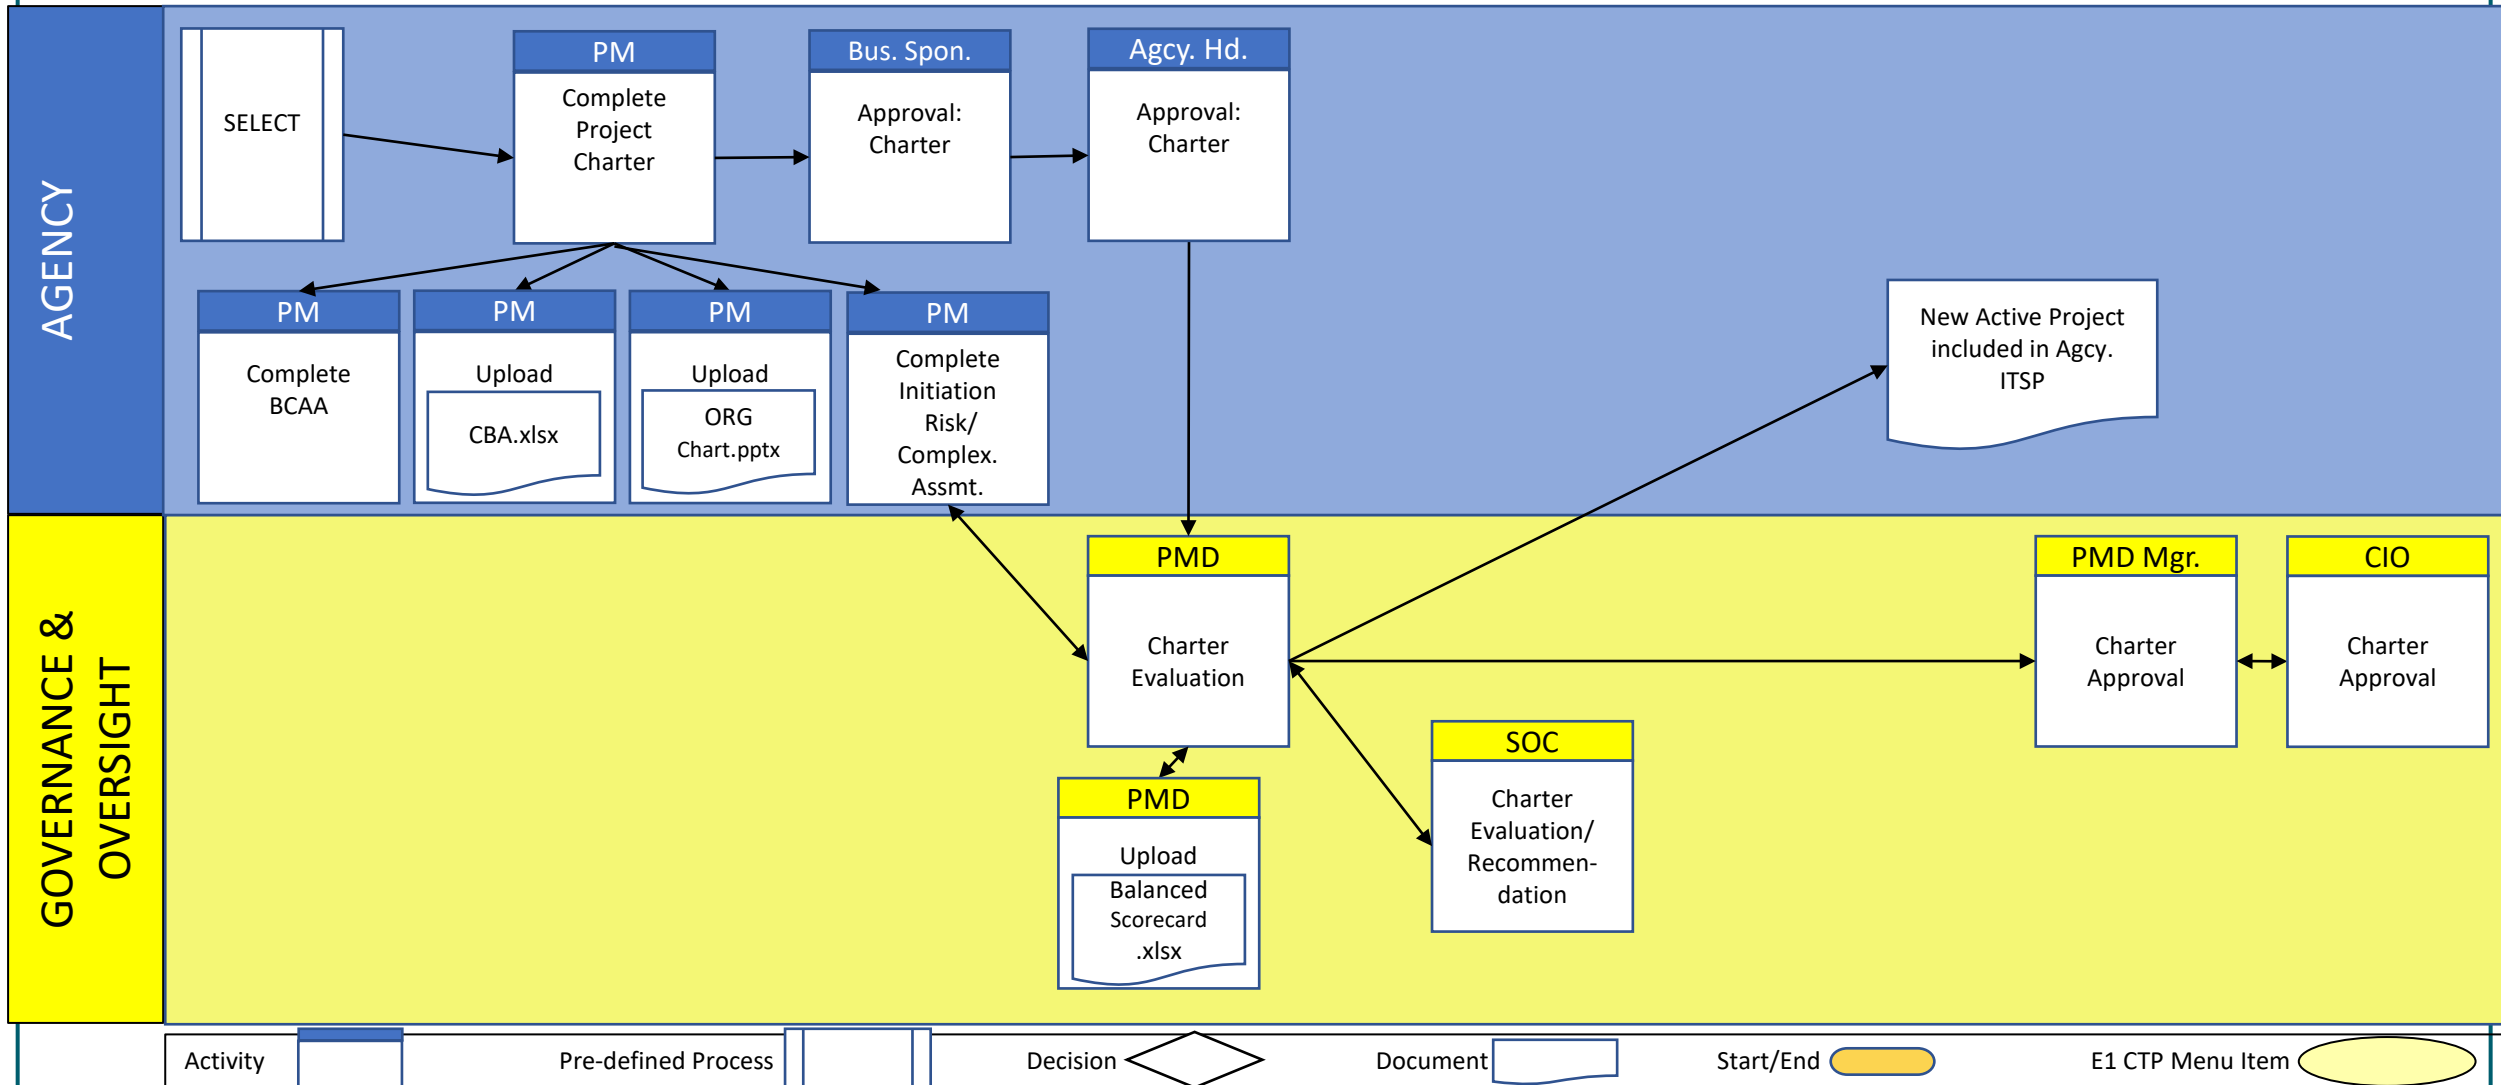 AGENCY
SELECT
PM
Complete
Project
Charter
Bus. Spon.
Approval:
Charter
Agcy. Hd.
Approval:
Charter
PM
Complete
BCAA
PM
Upload
CBA.xlsx
PM
Upload
ORG
Chart.pptx
PM
Complete
Initiation
Risk/
Complex.
Assmt.
New Active Project
included in Agcy.
ITSP
GOVERNANCE &
OVERSIGHT
PMD
Charter
Evaluation
PMD
Upload
Balanced
Scorecard
.xlsx
SOC
Charter
Evaluation/
Recommen-
dation
PMD Mgr.
Charter
Approval
CIO
Charter
Approval
Activity
Pre-defined Process
Decision
Document
Start/End
E1 CTP Menu Item